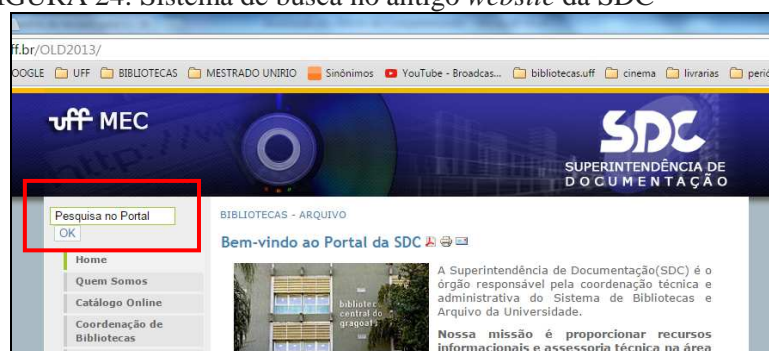 FIGURA 24: Sistema de busca no antigo website da SDC
ff.br/OLD2013/
OOGLE UFF BIBLIOTECAS MESTRADO UNIRIO Sinônimos YouTube - Broadcas... bibliotecas.uff cinema livrarias perió
uff MEC
http://w
SDC
SUPERINTENDÊNCIA DE
DOCUMENTAÇÃO
Pesquisa no Portal
OK
Home
Quem Somos
Catálogo Online
Coordenação de
Bibliotecas
BIBLIOTECAS - ARQUIVO
Bem-vindo ao Portal da SDC
bibliotec
central do
gragoatá
A Superintendência de Documentação(SDC) é o
órgão responsável pela coordenação técnica e
administrativa do Sistema de Bibliotecas e
Arquivo da Universidade.
Nossa missão é proporcionar recursos
informacionais e assessoria técnica na área